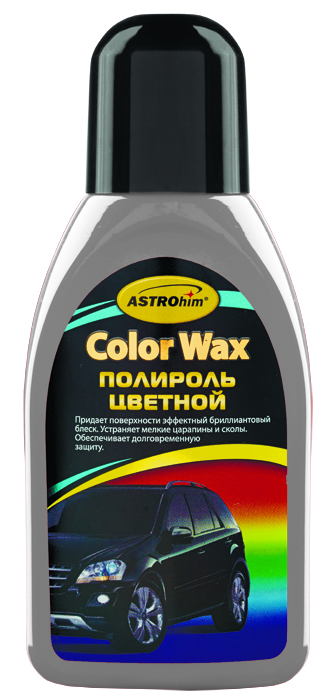 ASTROhim®
Color Wax
ПОЛИРОЛЬ
ЦВЕТНОЙ
Придает поверхности эффектный бриллиантовый
блеск. Устраняет мелкие царапины и сколы.
Обеспечивает долговременную
защиту.